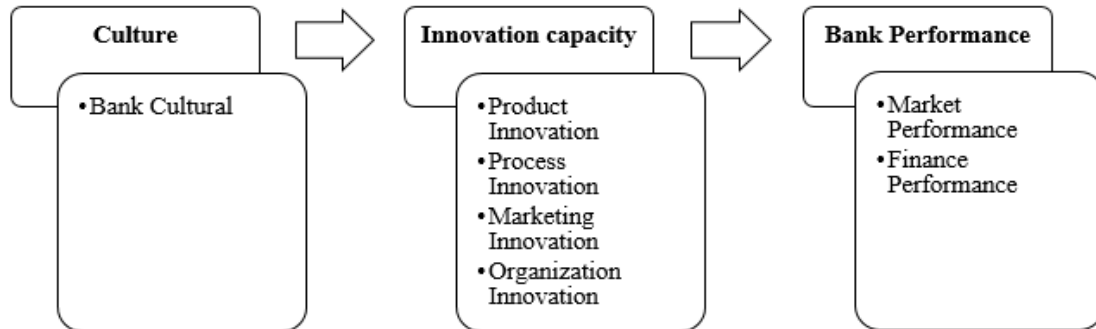 Culture
•Bank Cultural
Innovation capacity
•Product
Innovation
•Process
Innovation
•Marketing
Innovation
•Organization
Innovation
Bank Performance
•Market
Performance
•Finance
Performance